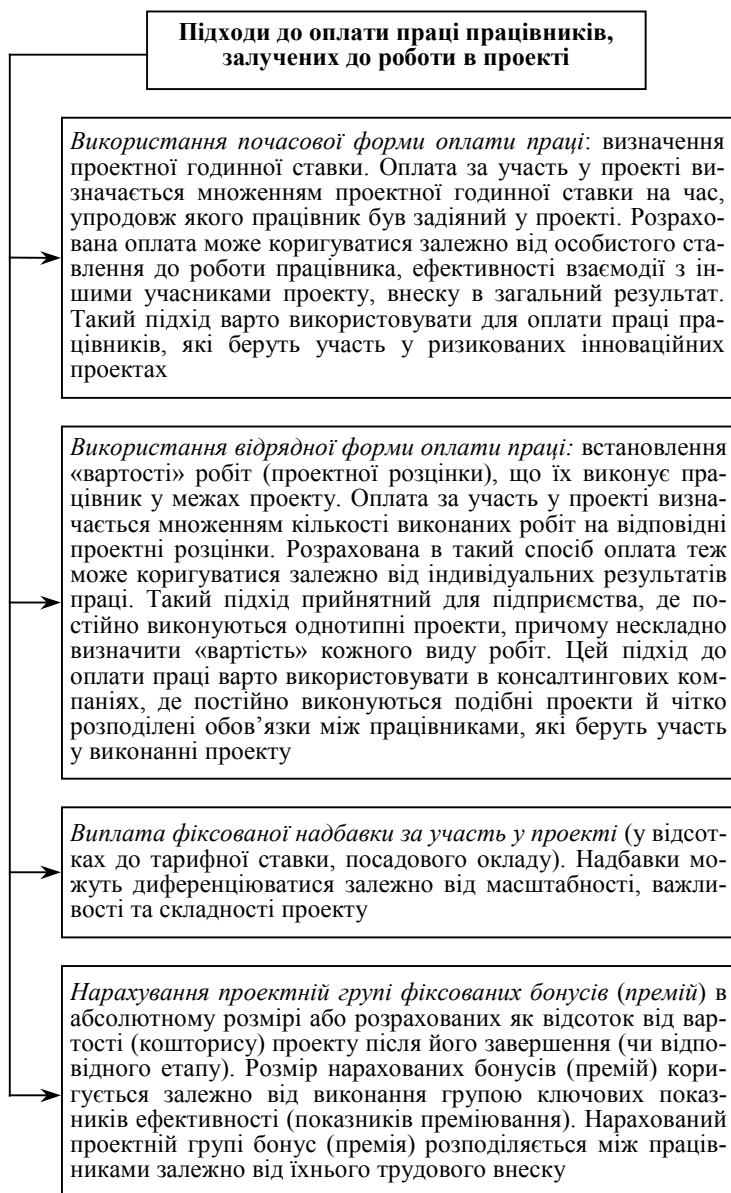 Підходи до оплати праці працівників,
залучених до роботи в проекті
Використання почасової форми оплати праці: визначення
проектної годинної ставки. Оплата за участь у проекті ви-
значається множенням проектної годинної ставки на час,
упродовж якого працівник був задіяний у проекті. Розрахо-
вана оплата може коригуватися залежно від особистого ста-
влення до роботи працівника, ефективності взаємодії з ін-
шими учасниками проекту, внеску в загальний результат.
Такий підхід варто використовувати для оплати праці пра-
цівників, які беруть участь у ризикованих інноваційних
проектах
Використання відрядної форми оплати праці: встановлення
«вартості» робіт (проектної розцінки), що їх виконує пра-
цівник у межах проекту. Оплата за участь у проекті визна-
чається множенням кількості виконаних робіт на відповідні
проектні розцінки. Розрахована в такий спосіб оплата теж
може коригуватися залежно від індивідуальних результатів
праці. Такий підхід прийнятний для підприємства, де по-
стійно виконуються однотипні проекти, причому нескладно
визначити «вартість» кожного виду робіт. Цей підхід до
оплати праці варто використовувати в консалтингових ком-
паніях, де постійно виконуються подібні проекти й чітко
розподілені обов’язки між працівниками, які беруть участь
у виконанні проекту
Виплата фіксованої надбавки за участь у проекті (у відсот-
ках до тарифної ставки, посадового окладу). Надбавки мо-
жуть диференціюватися залежно від масштабності, важли-
вості та складності проекту
Нарахування проектній групі фіксованих бонусів (премій) в
абсолютному розмірі або розрахованих як відсоток від вар-
тості (кошторису) проекту після його завершення (чи відпо-
відного етапу). Розмір нарахованих бонусів (премій) кори-
гується залежно від виконання групою ключових показ-
ників ефективності (показників преміювання). Нарахований
проектній групі бонус (премія) розподіляється між праців-
никами залежно від їхнього трудового внеску